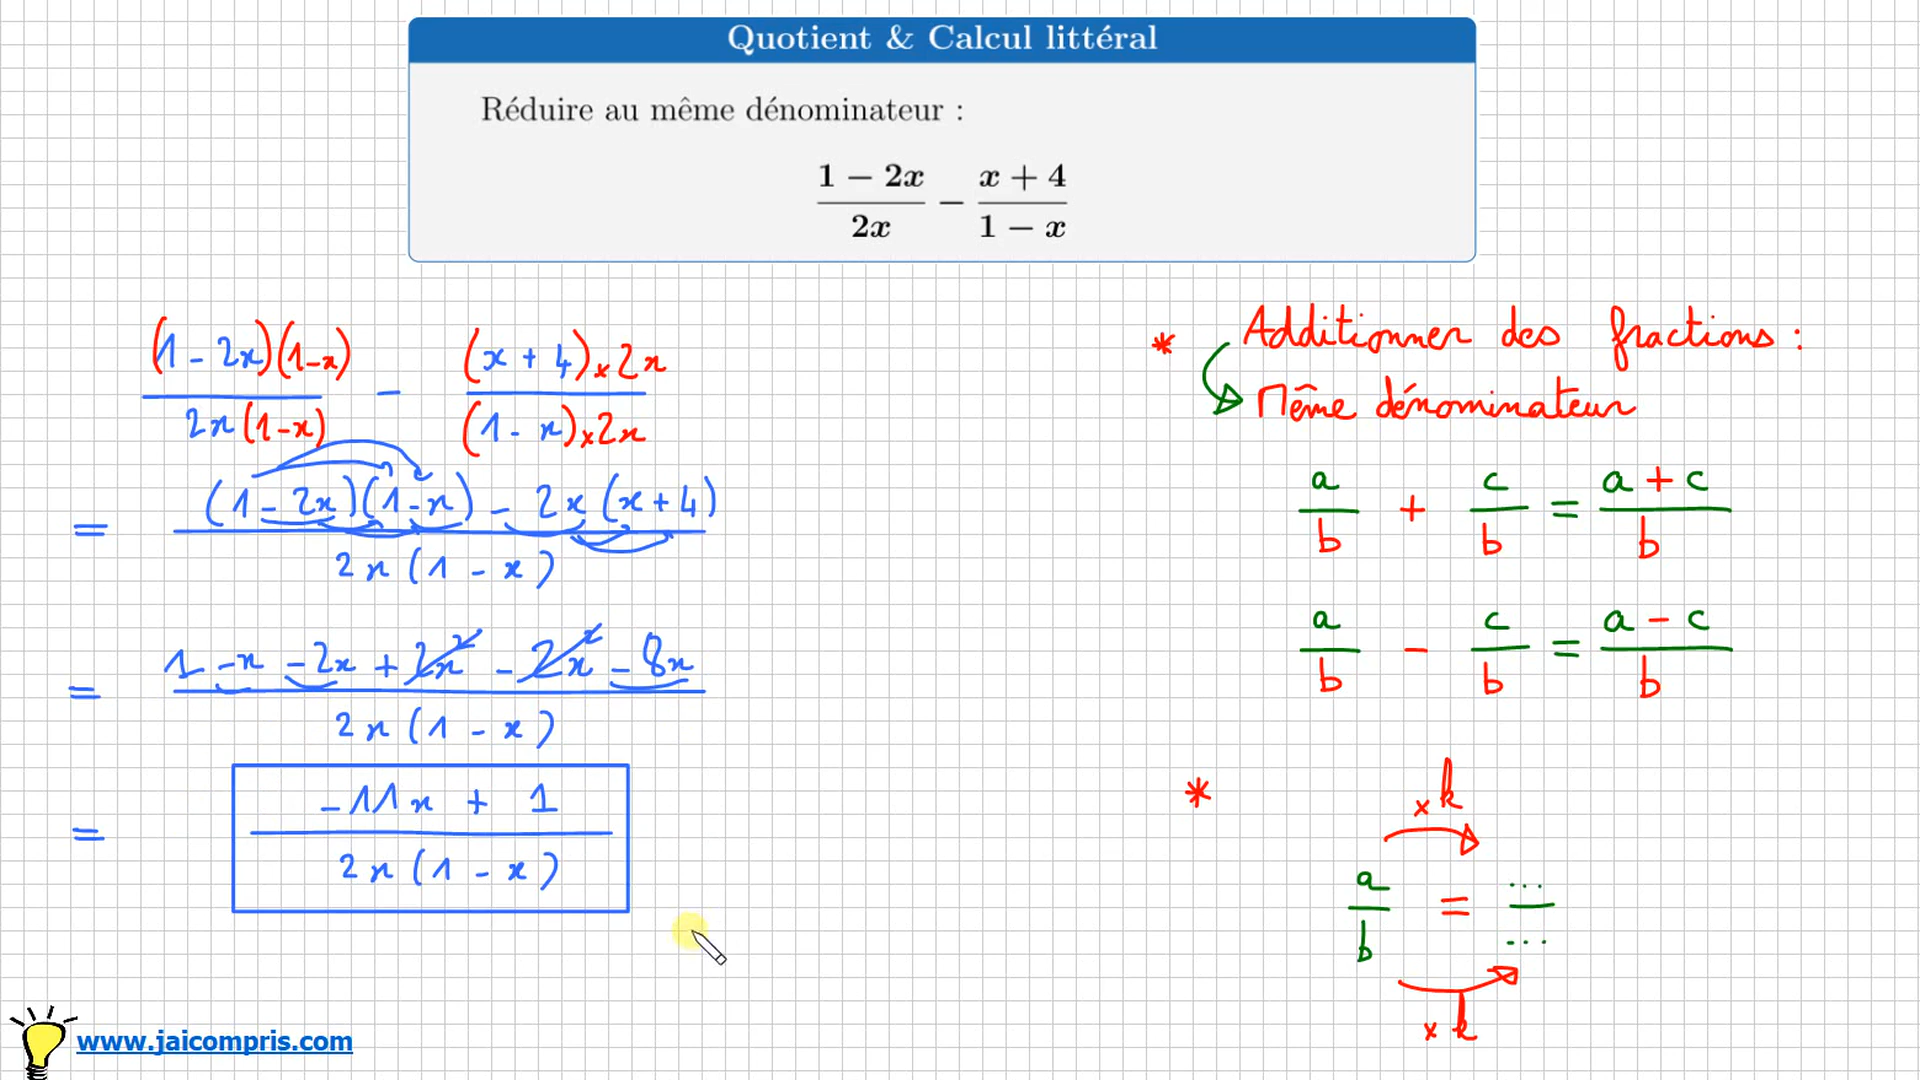 Quotient & Calcul littéral
Réduire au même dénominateur :
1 − 2x / 2x − x + 4 / 1 − x
(1 - 2x)(1-x) / 2x(1-x) - (x + 4)×2x / (1 - x)×2x
= (1 - 2x)(1 - x) - 2x(x + 4) / 2x(1 - x)
= 1 - x - 2x + 2x² - 2x² - 8x / 2x(1 - x)
= -11x + 1 / 2x(1 - x)
* Additionner des fractions :
Même dénominateur
a/b + c/b = a + c / b
a/b - c/b = a - c / b
* ×k
a/b = .../...
×k
www.jaicompris.com